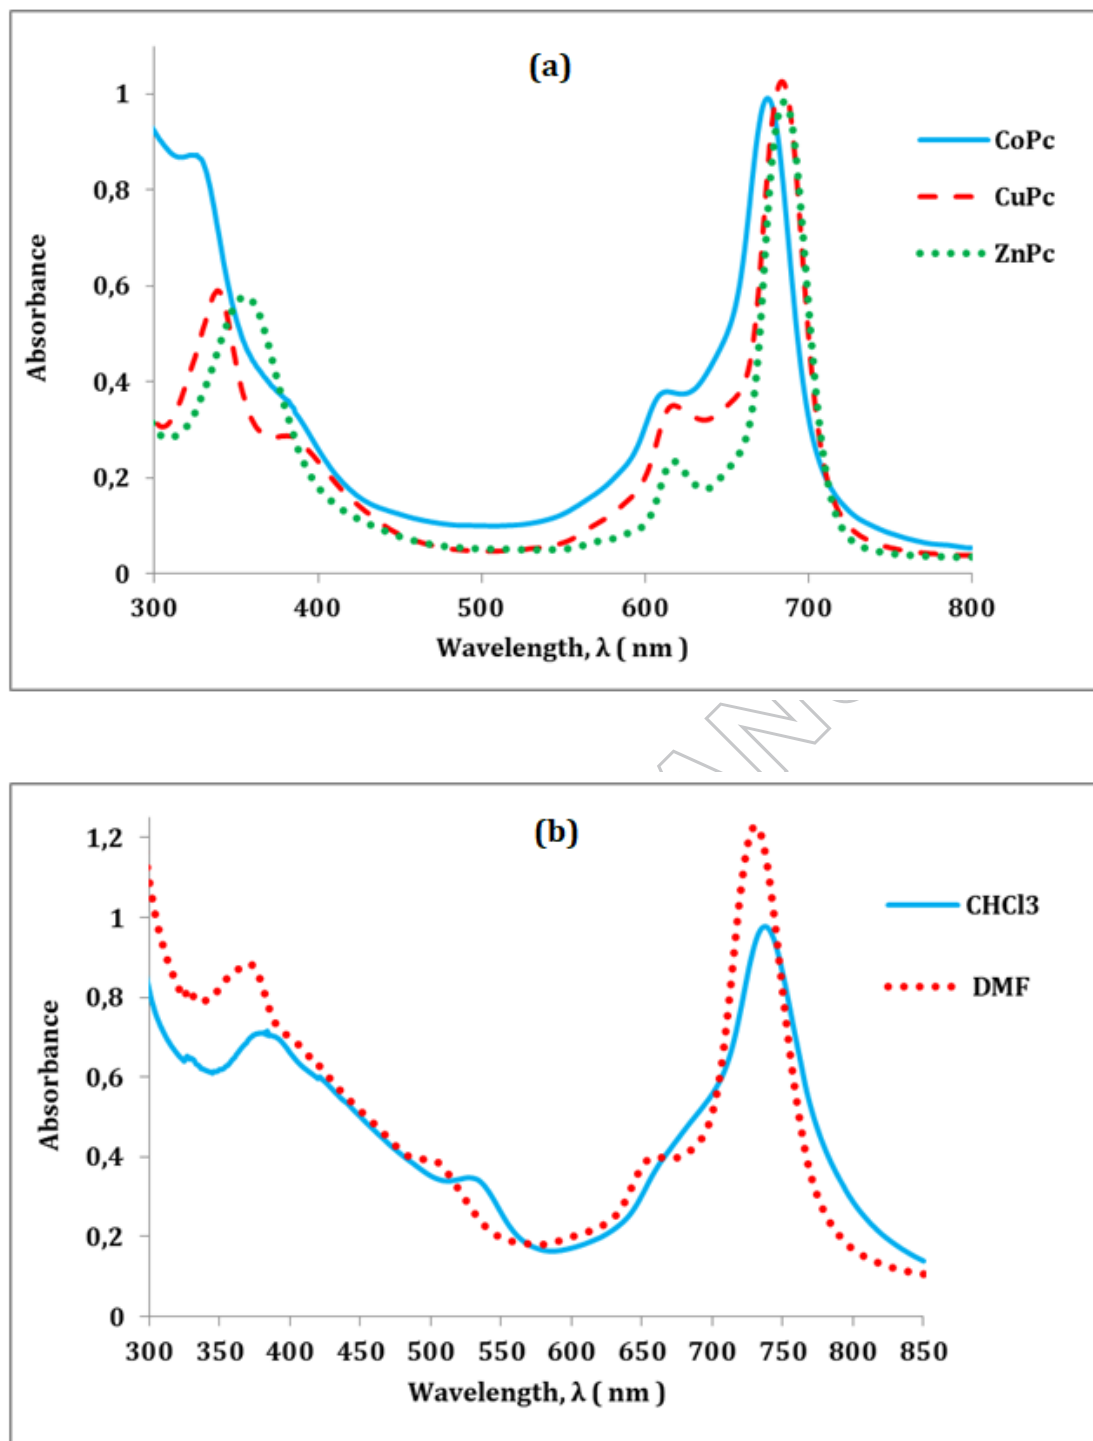 (a)
1
0,8
0,6
0,4
0,2
0
Absorbance
300 400 500 600 700 800
Wavelength, λ ( nm )
CoPc
CuPc
ZnPc
(b)
1,2
1
0,8
0,6
0,4
0,2
0
Absorbance
300 350 400 450 500 550 600 650 700 750 800 850
Wavelength, λ ( nm )
CHCl3
DMF